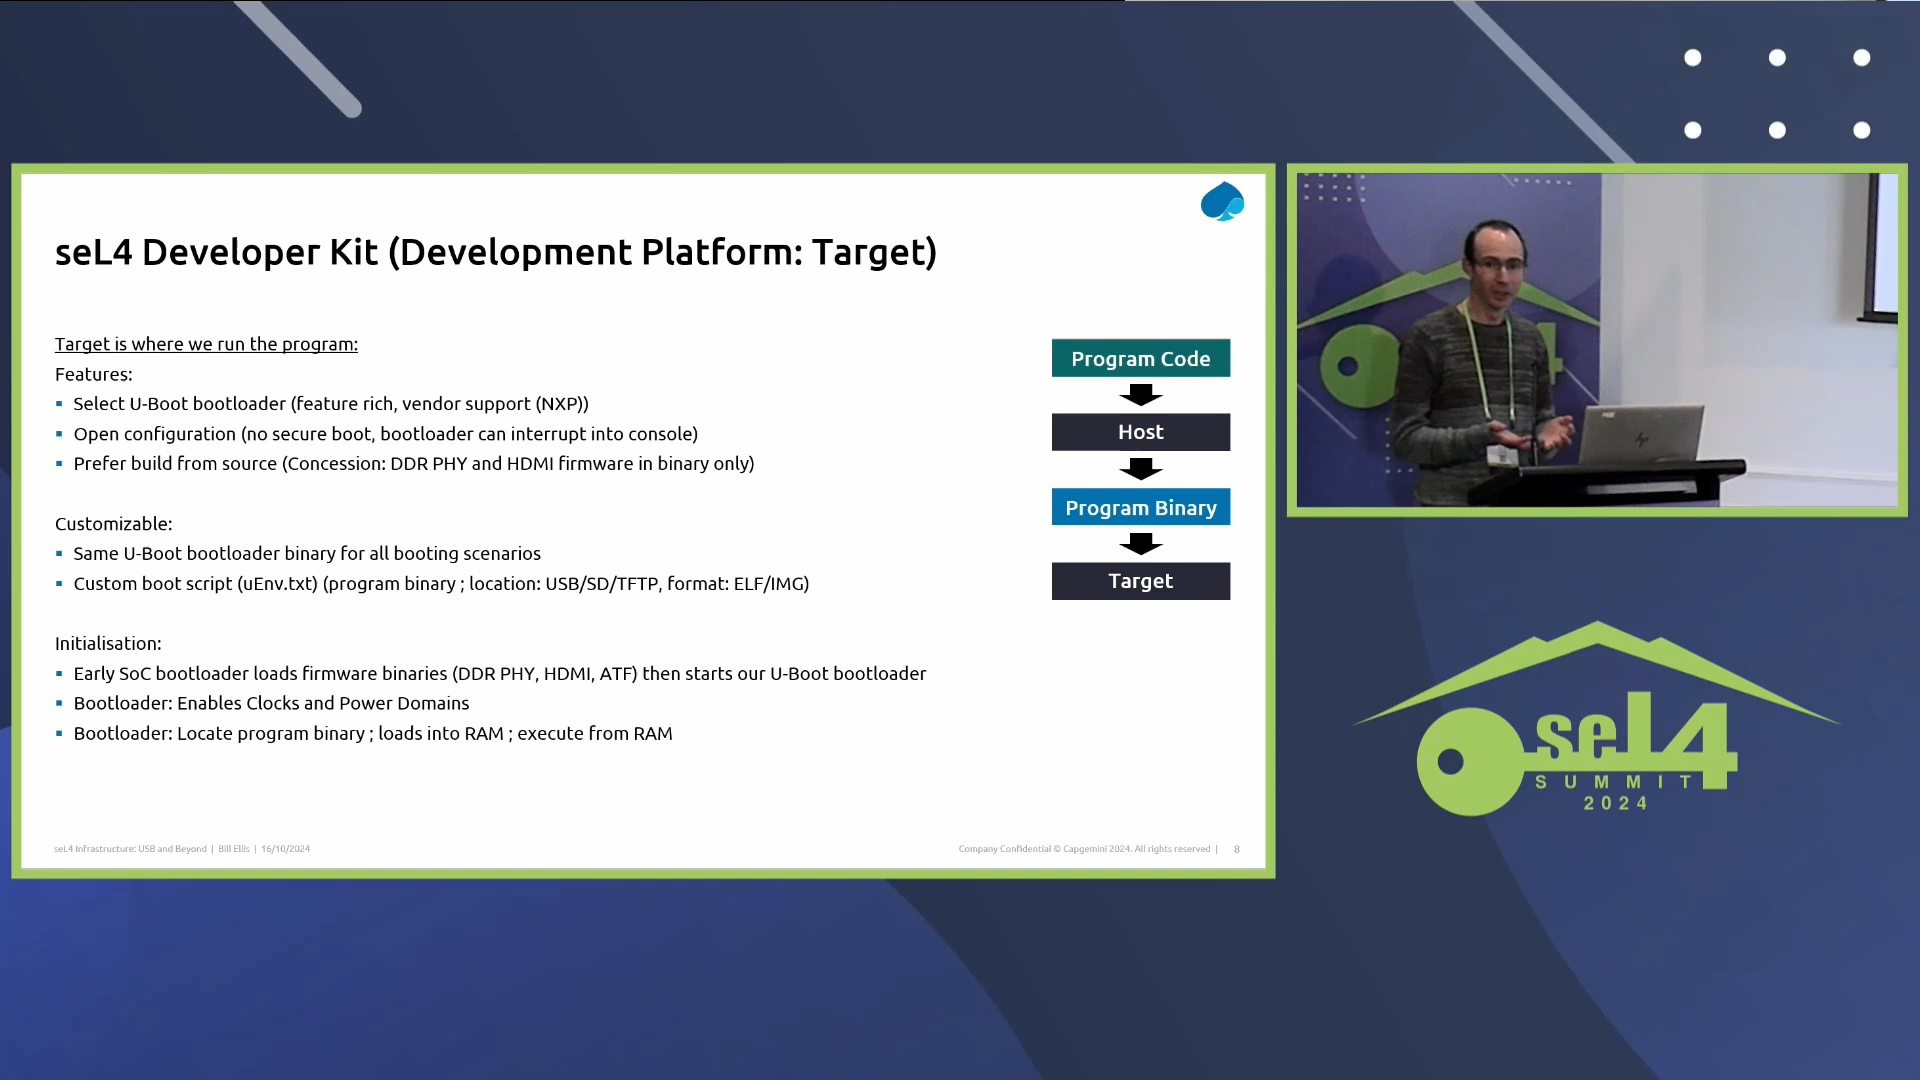 seL4 Developer Kit (Development Platform: Target)
Target is where we run the program:
Features:
Select U-Boot bootloader (feature rich, vendor support (NXP))
Open configuration (no secure boot, bootloader can interrupt into console)
Prefer build from source (Concession: DDR PHY and HDMI firmware in binary only)
Customizable:
Same U-Boot bootloader binary for all booting scenarios
Custom boot script (uEnv.txt) (program binary ; location: USB/SD/TFTP, format: ELF/IMG)
Initialisation:
Early SoC bootloader loads firmware binaries (DDR PHY, HDMI, ATF) then starts our U-Boot bootloader
Bootloader: Enables Clocks and Power Domains
Bootloader: Locate program binary ; loads into RAM ; execute from RAM
Program Code
Host
Program Binary
Target
seL4 Infrastructure: USB and Beyond | Bill Ellis | 16/10/2024
Company Confidential © Capgemini 2024. All rights reserved | 8
4
hp
seL4
SUMMIT
2024